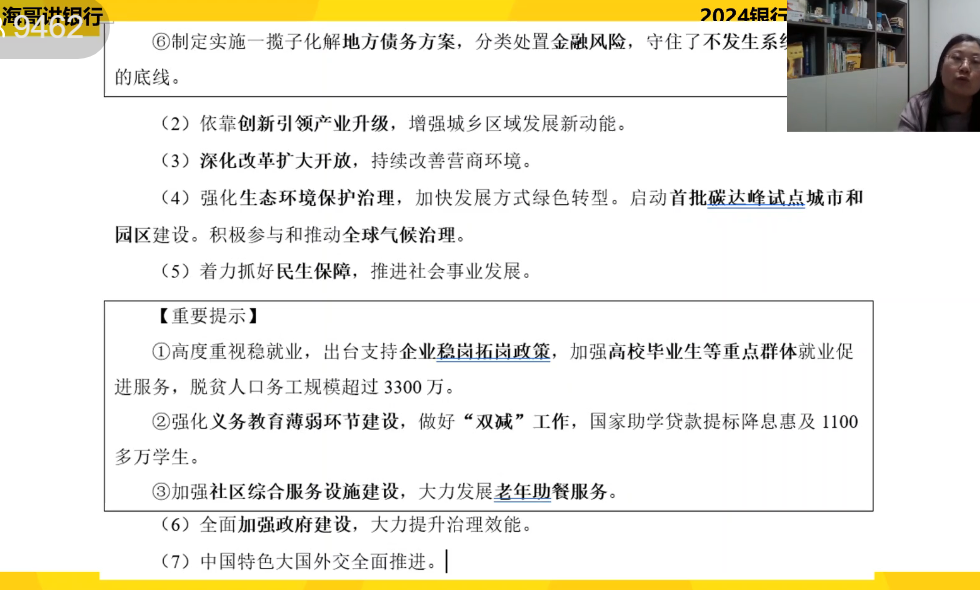 海哥讲银行
9462
2024银行
⑥制定实施一揽子化解地方债务方案，分类处置金融风险，守住了不发生系
的底线。
（2）依靠创新引领产业升级，增强城乡区域发展新动能。
（3）深化改革扩大开放，持续改善营商环境。
（4）强化生态环境保护治理，加快发展方式绿色转型。启动首批碳达峰试点城市和
园区建设。积极参与和推动全球气候治理。
（5）着力抓好民生保障，推进社会事业发展。
【重要提示】
①高度重视稳就业，出台支持企业稳岗拓岗政策，加强高校毕业生等重点群体就业促
进服务，脱贫人口务工规模超过 3300 万。
②强化义务教育薄弱环节建设，做好“双减”工作，国家助学贷款提标降息惠及 1100
多万学生。
③加强社区综合服务设施建设，大力发展老年助餐服务。
（6）全面加强政府建设，大力提升治理效能。
（7）中国特色大国外交全面推进。